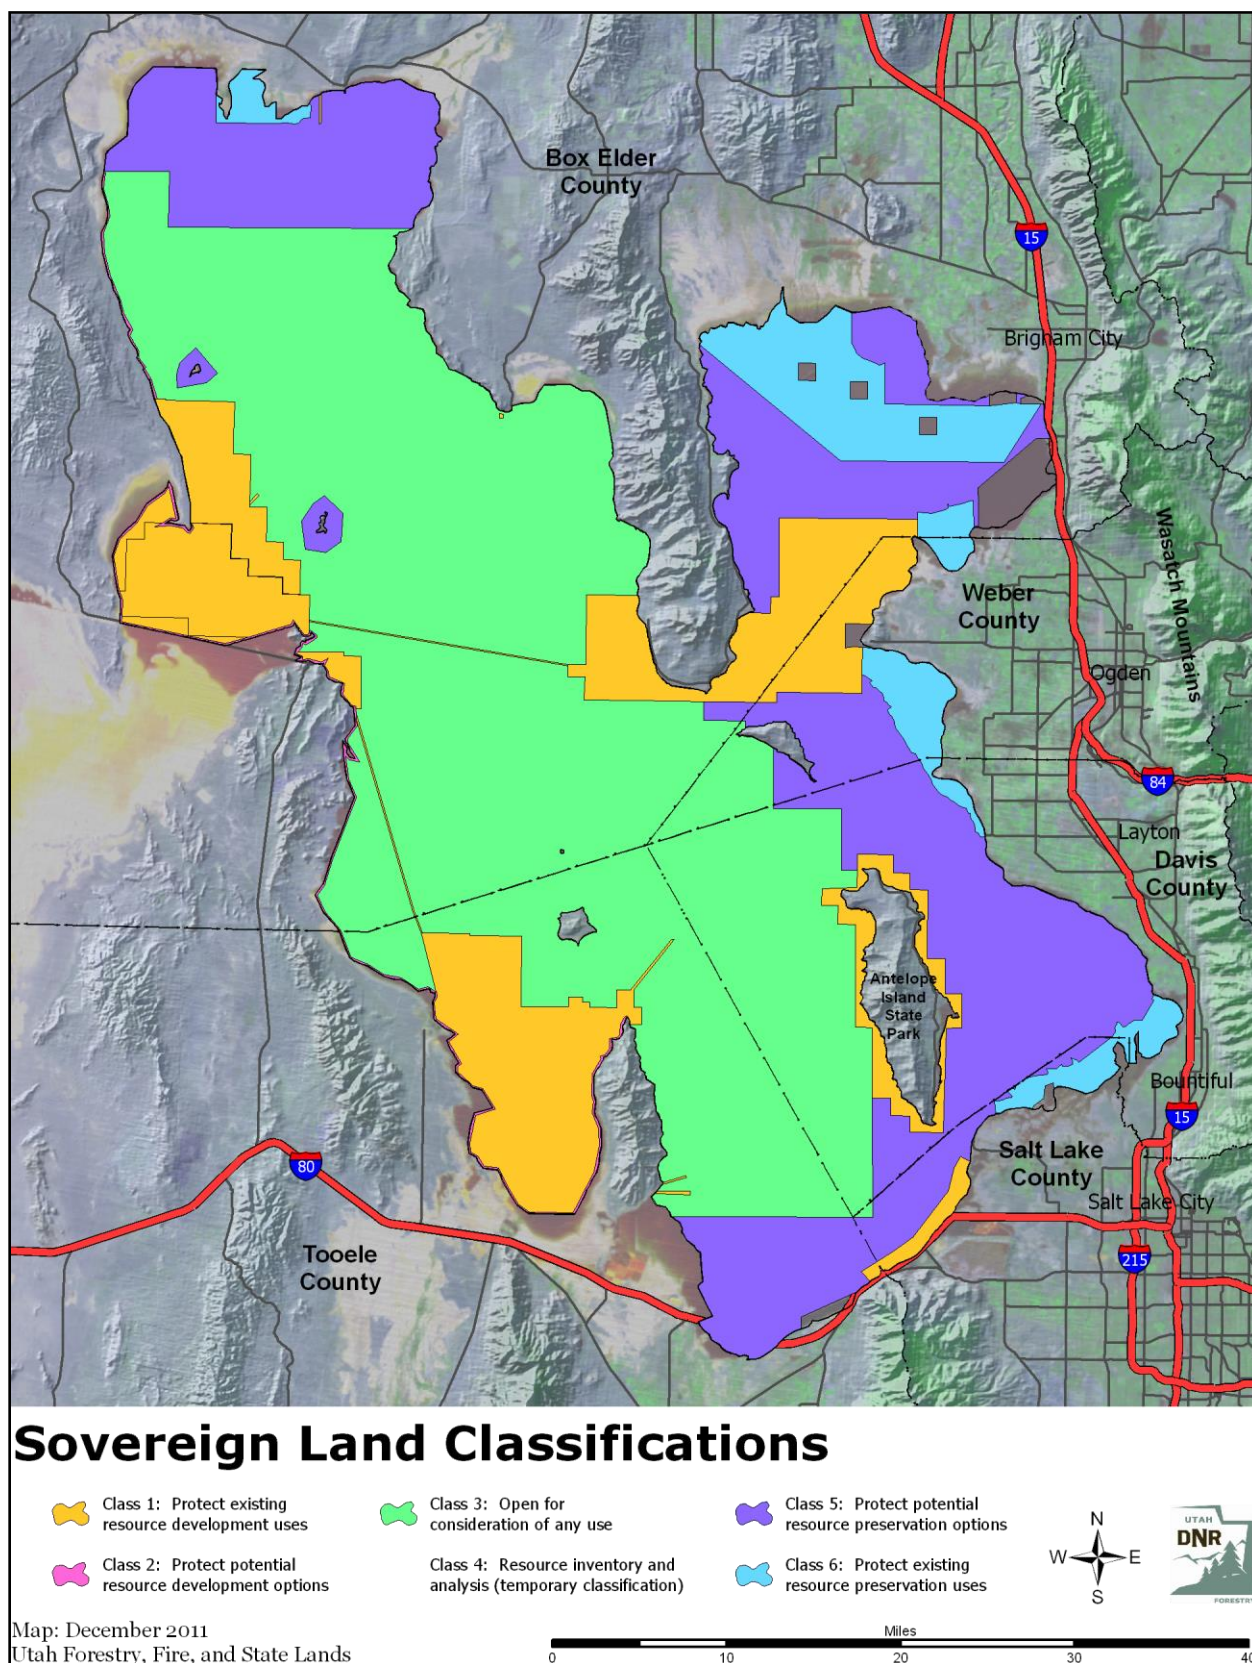 Box Elder
County
15
Brigham City
Wasatch Mountains
Weber
County
Ogden
84
Layton
Davis
County
Antelope
Island
State
Park
Bountiful
15
Salt Lake
County
80
Salt Lake City
Tooele
County
215
Sovereign Land Classifications
Class 1: Protect existing
resource development uses
Class 2: Protect potential
resource development options
Class 3: Open for
consideration of any use
Class 4: Resource inventory and
analysis (temporary classification)
Class 5: Protect potential
resource preservation options
Class 6: Protect existing
resource preservation uses
N
W E
S
UTAH
DNR
FORESTRY
Map: December 2011
Utah Forestry, Fire, and State Lands
Miles
0 10 20 30 40